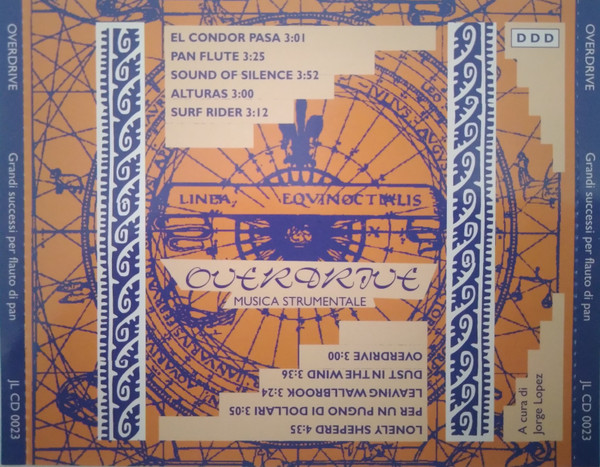 EL CONDOR PASA 3:01
PAN FLUTE 3:25
SOUND OF SILENCE 3:52
ALTURAS 3:00
SURF RIDER 3:12
DDD
LINEA EQVINOCTIALIS
OVERDRIVE
MUSICA STRUMENTALE
LONELY SHEPERD 4:35
PER UN PUGNO DI DOLLARI 3:05
LEAVING WALLBROOK 3:24
DUST IN THE WIND 3:36
OVERDRIVE 3:00
A cura di
Jorge Lopez
OVERDRIVE Grandi successi per flauto di pan JL CD 0023
OVERDRIVE Grandi successi per flauto di pan JL CD 0023